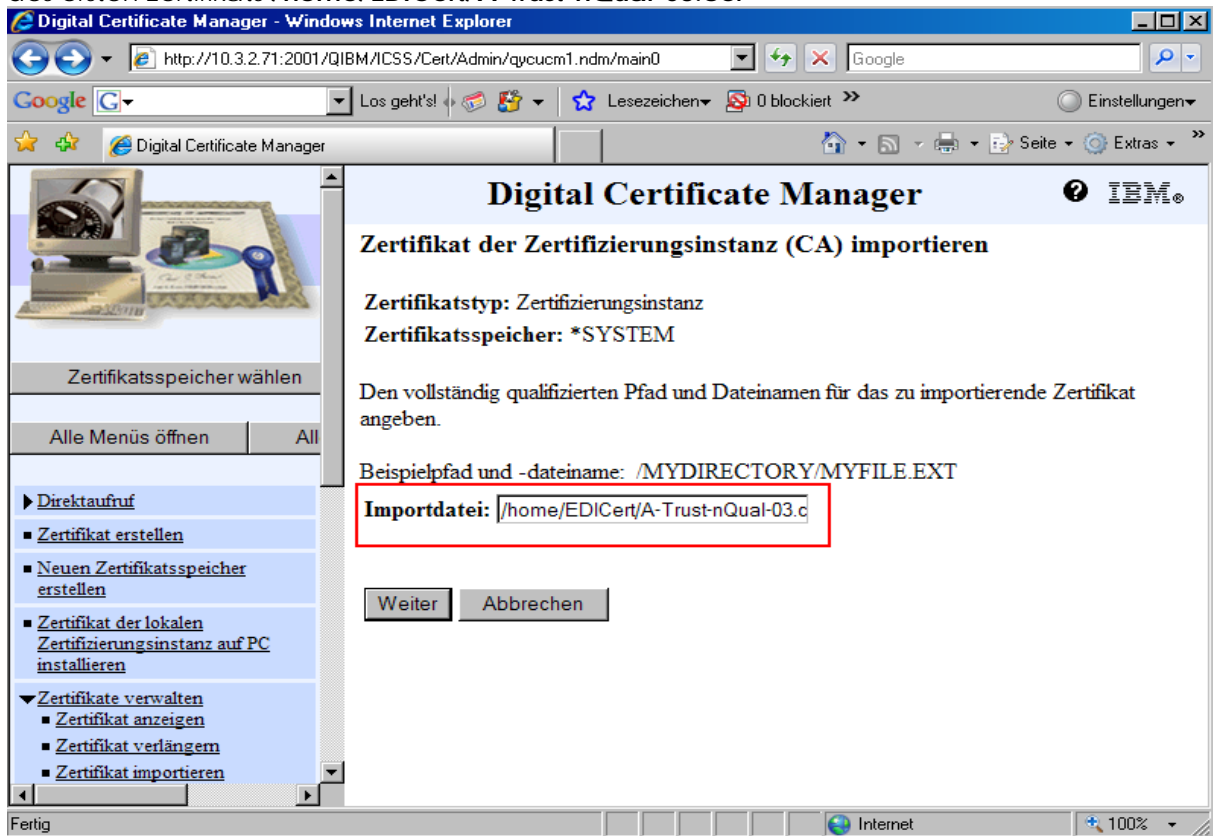 Digital Certificate Manager - Windows Internet Explorer
http://10.3.2.71:2001/QIBM/ICSS/Cert/Admin/qycucm1.ndm/main0
Google
Google
Los geht's!
Lesezeichen
0 blockiert
Einstellungen
Digital Certificate Manager
Seite
Extras
Zertifikatsspeicher wählen
Alle Menüs öffnen
All
Direktaufruf
Zertifikat erstellen
Neuen Zertifikatsspeicher
erstellen
Zertifikat der lokalen
Zertifizierungsinstanz auf PC
installieren
Zertifikate verwalten
Zertifikat anzeigen
Zertifikat verlängern
Zertifikat importieren
Digital Certificate Manager
IBM®
Zertifikat der Zertifizierungsinstanz (CA) importieren
Zertifikatstyp: Zertifizierungsinstanz
Zertifikatsspeicher: *SYSTEM
Den vollständig qualifizierten Pfad und Dateinamen für das zu importierende Zertifikat
angeben.
Beispielpfad und -dateiname: /MYDIRECTORY/MYFILE.EXT
Importdatei: /home/EDICert/A-Trust-nQual-03.c
Weiter
Abbrechen
Fertig
Internet
100%